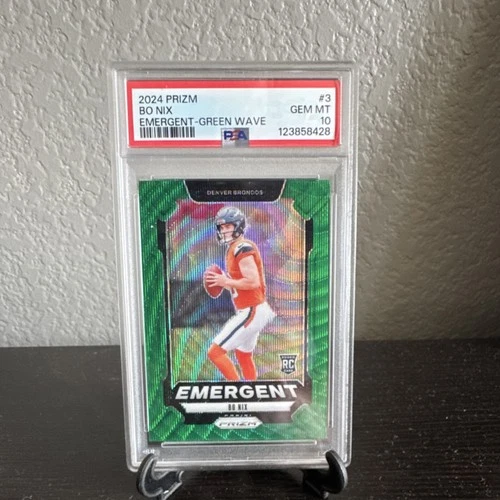 2024 PRIZM #3
BO NIX GEM MT
EMERGENT-GREEN WAVE 10
PSA 123858428
DENVER BRONCOS
RC
EMERGENT
BO NIX
PRIZM